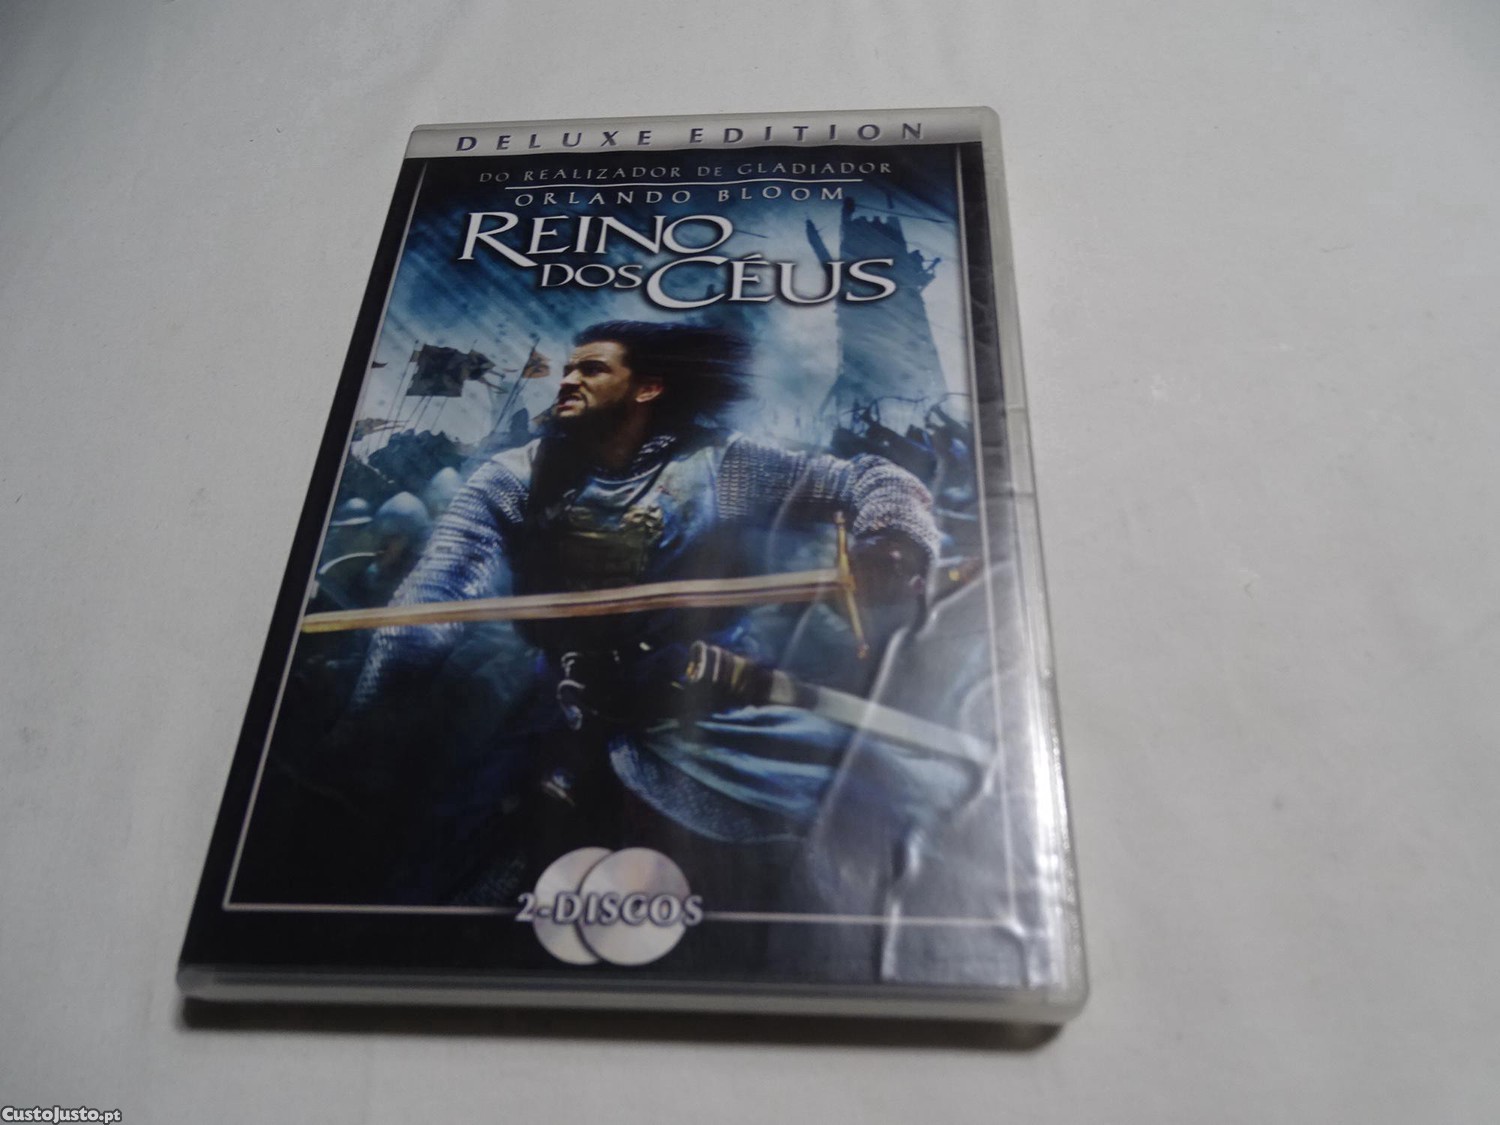 DELUXE EDITION
DO REALIZADOR DE GLADIADOR
ORLANDO BLOOM
REINO
DOS CÉUS
2-DISCOS
CustoJusto.pt